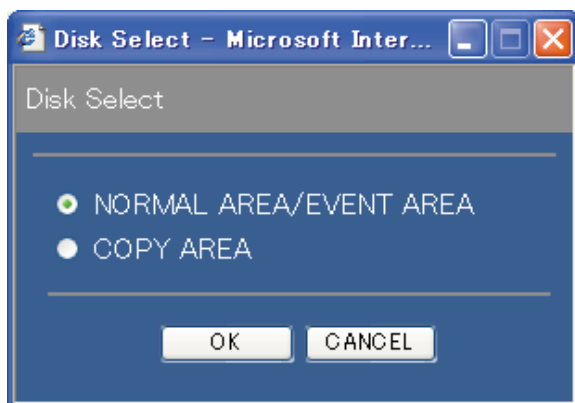 Disk Select - Microsoft Inter...
Disk Select
NORMAL AREA/EVENT AREA
COPY AREA
OK CANCEL